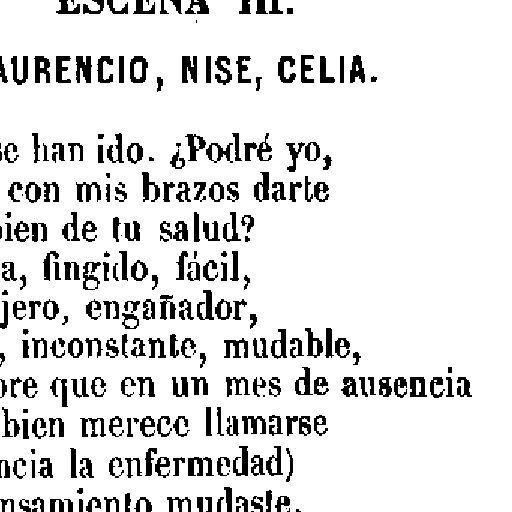 ESCENA III.
AURENCIO, NISE, CELIA.
se han ido. ¿Podré yo,
con mis brazos darte
bien de tu salud?
a, fingido, fácil,
jero, engañador,
, inconstante, mudable,
bre que en un mes de ausencia
bien merece llamarse
ncia la enfermedad)
nsamiento mudaste.